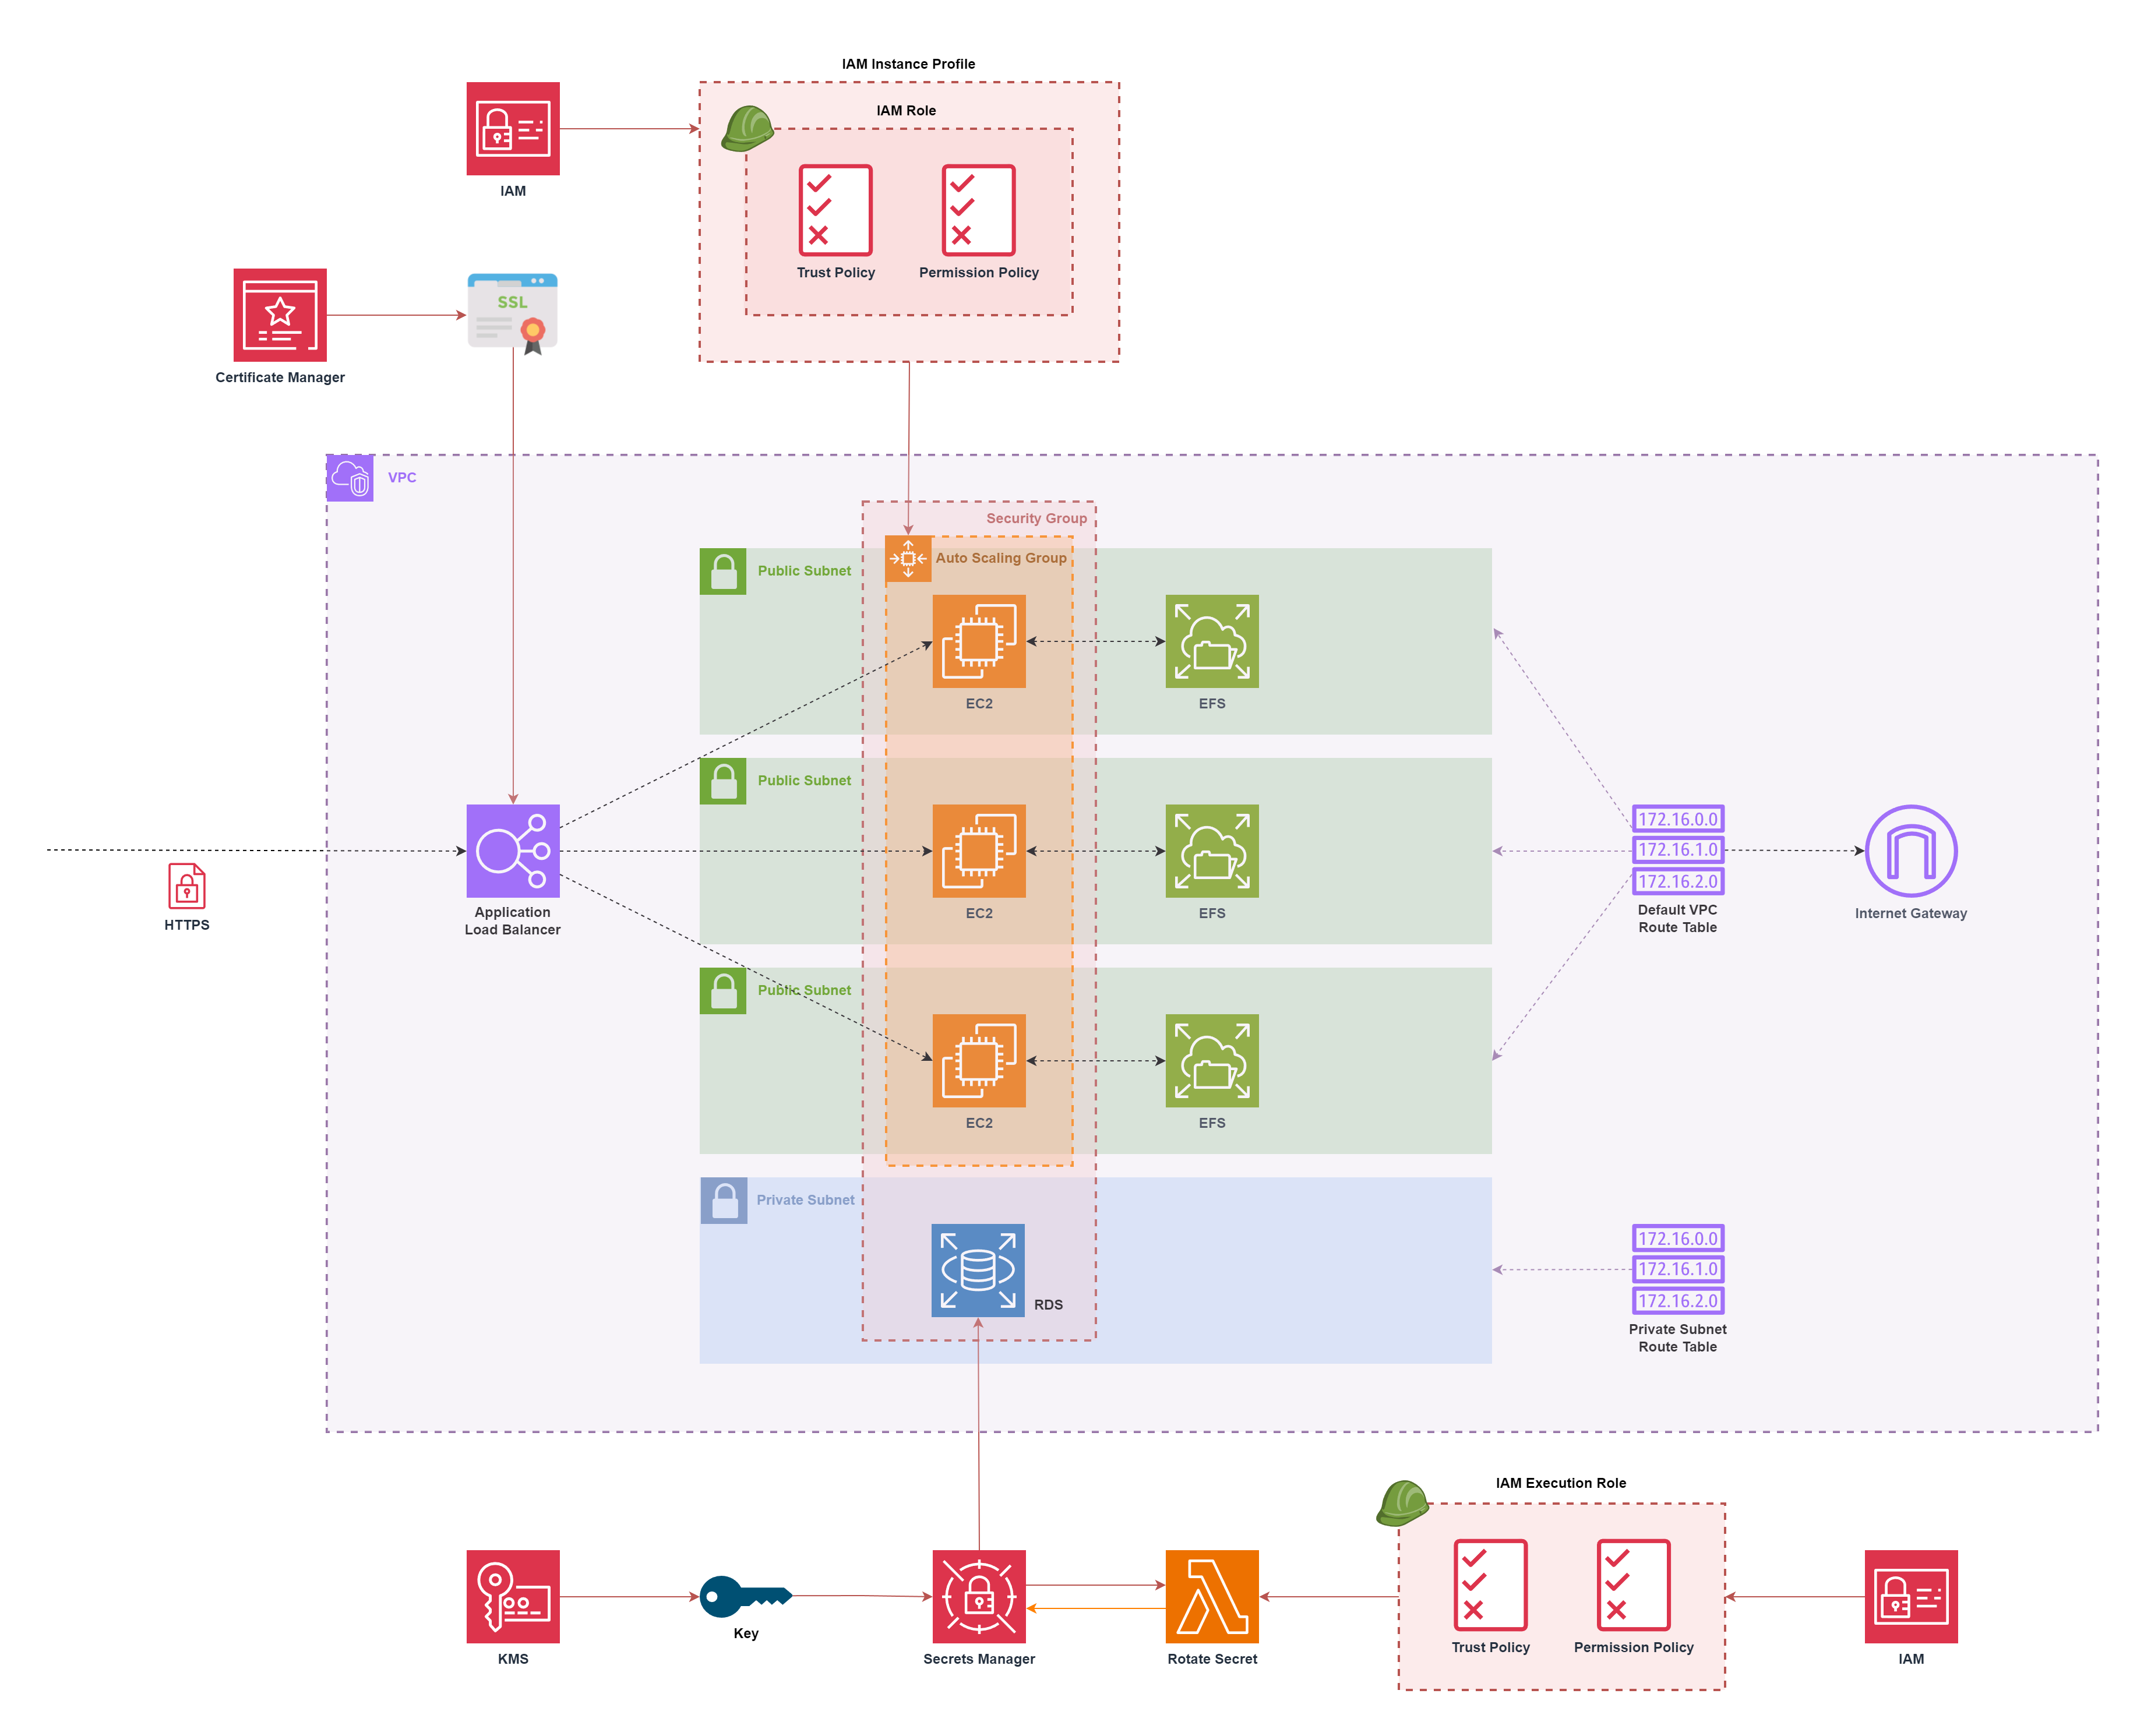 IAM Instance Profile
IAM Role
Trust Policy
Permission Policy
IAM
SSL
Certificate Manager
VPC
Security Group
Auto Scaling Group
Public Subnet
EC2
EFS
Public Subnet
EC2
EFS
Public Subnet
EC2
EFS
HTTPS
Application
Load Balancer
172.16.0.0
172.16.1.0
172.16.2.0
Default VPC
Route Table
Internet Gateway
Private Subnet
RDS
172.16.0.0
172.16.1.0
172.16.2.0
Private Subnet
Route Table
IAM Execution Role
Trust Policy
Permission Policy
KMS
Key
Secrets Manager
Rotate Secret
IAM